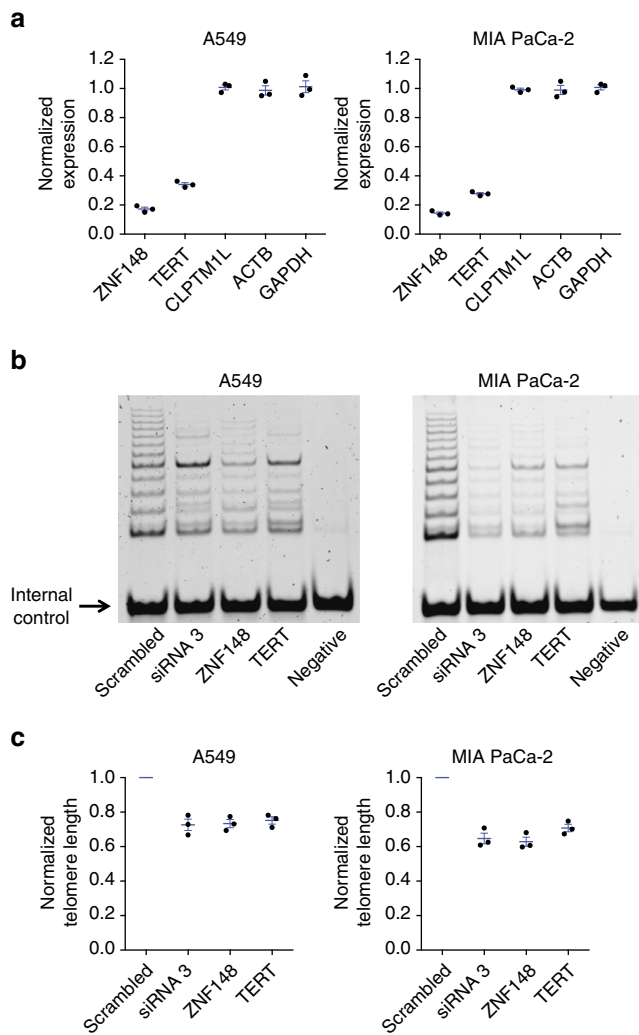 a
A549
Normalized
expression
1.2
1.0
0.8
0.6
0.4
0.2
0.0
ZNF148
TERT
CLPTM1L
ACTB
GAPDH
MIA PaCa-2
Normalized
expression
1.2
1.0
0.8
0.6
0.4
0.2
0.0
ZNF148
TERT
CLPTM1L
ACTB
GAPDH
b
A549
Internal
control
Scrambled
siRNA 3
ZNF148
TERT
Negative
MIA PaCa-2
Scrambled
siRNA 3
ZNF148
TERT
Negative
c
A549
Normalized
telomere length
1.0
0.8
0.6
0.4
0.2
0.0
Scrambled
siRNA 3
ZNF148
TERT
MIA PaCa-2
Normalized
telomere length
1.0
0.8
0.6
0.4
0.2
0.0
Scrambled
siRNA 3
ZNF148
TERT